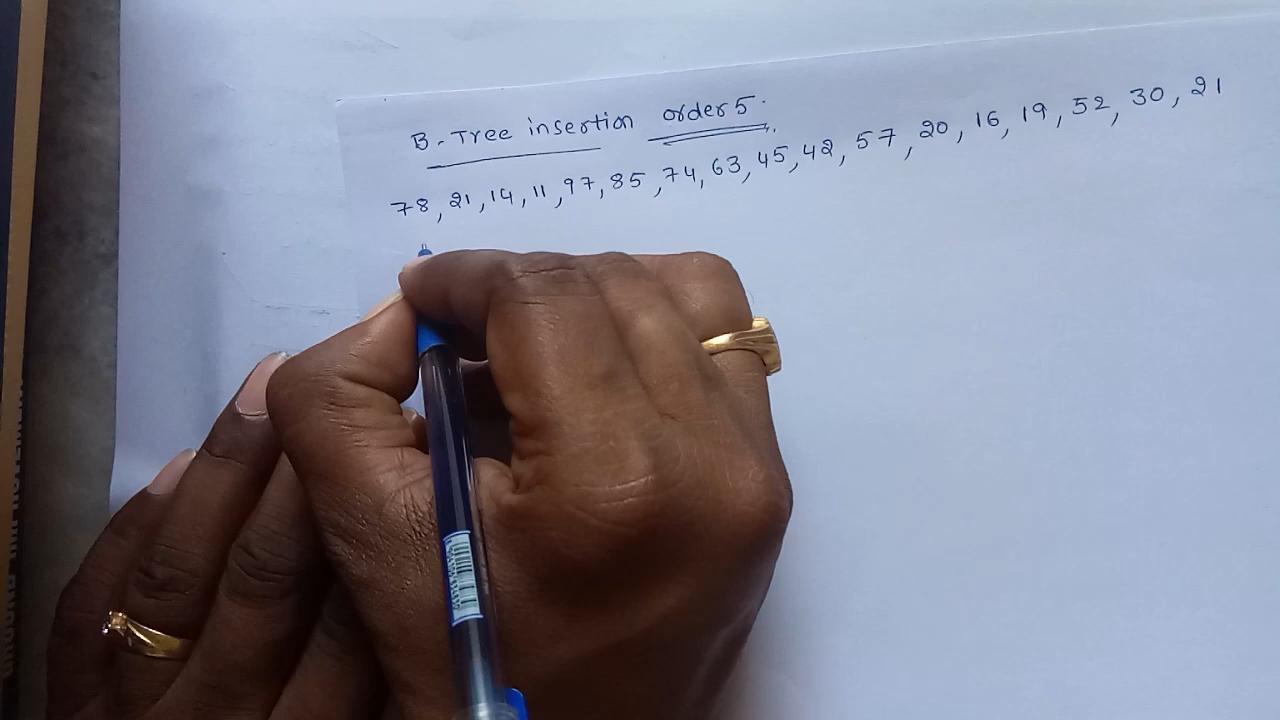 B-Tree insertion order 5.
78, 21, 14, 11, 97, 85, 74, 63, 45, 42, 57, 20, 16, 19, 52, 30, 21